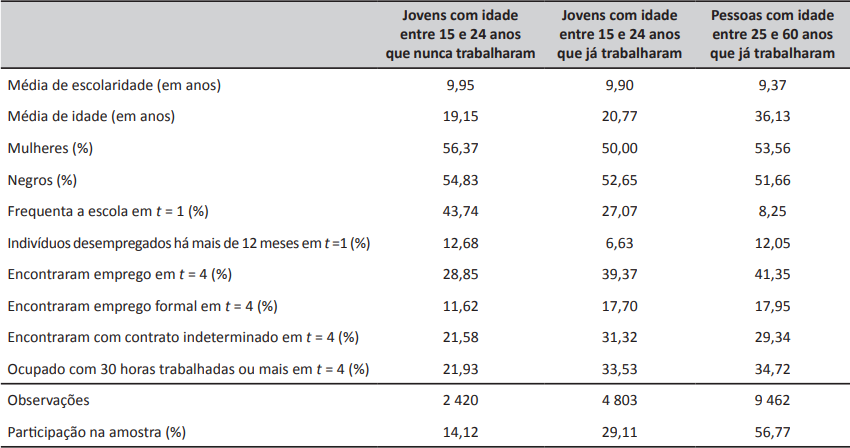 Jovens com idade entre 15 e 24 anos que nunca trabalharam
Jovens com idade entre 15 e 24 anos que já trabalharam
Pessoas com idade entre 25 e 60 anos que já trabalharam
Média de escolaridade (em anos) 9,95 9,90 9,37
Média de idade (em anos) 19,15 20,77 36,13
Mulheres (%) 56,37 50,00 53,56
Negros (%) 54,83 52,65 51,66
Frequenta a escola em t = 1 (%) 43,74 27,07 8,25
Indivíduos desempregados há mais de 12 meses em t =1 (%) 12,68 6,63 12,05
Encontraram emprego em t = 4 (%) 28,85 39,37 41,35
Encontraram emprego formal em t = 4 (%) 11,62 17,70 17,95
Encontraram com contrato indeterminado em t = 4 (%) 21,58 31,32 29,34
Ocupado com 30 horas trabalhadas ou mais em t = 4 (%) 21,93 33,53 34,72
Observações 2 420 4 803 9 462
Participação na amostra (%) 14,12 29,11 56,77